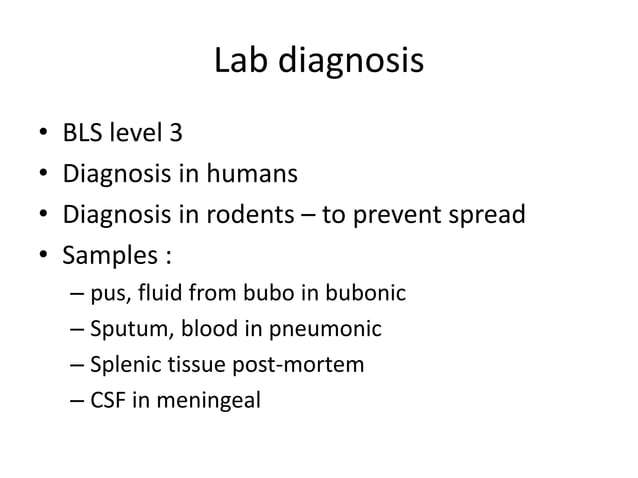 Lab diagnosis
• BLS level 3
• Diagnosis in humans
• Diagnosis in rodents – to prevent spread
• Samples :
– pus, fluid from bubo in bubonic
– Sputum, blood in pneumonic
– Splenic tissue post-mortem
– CSF in meningeal